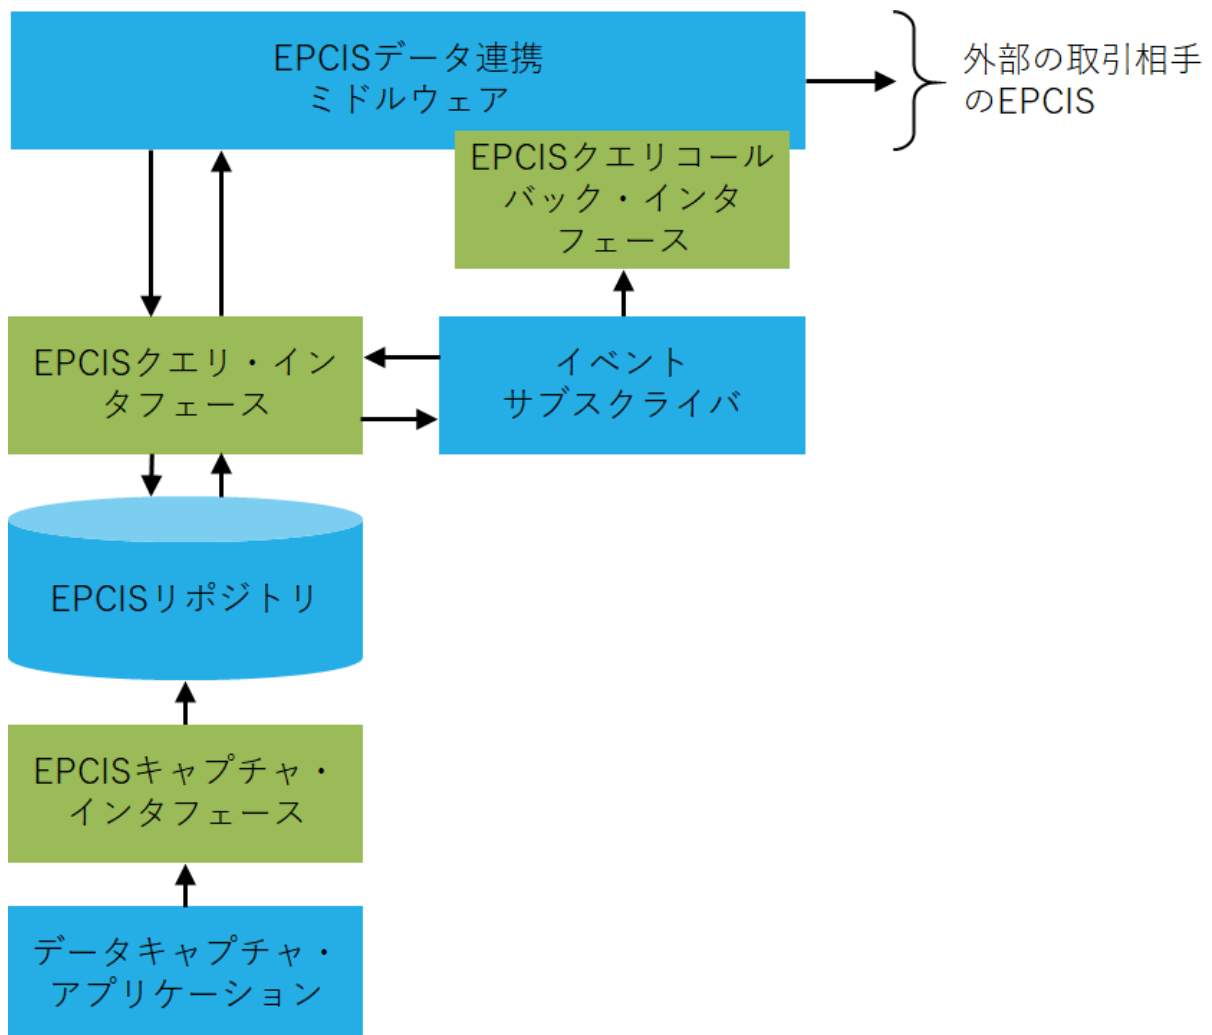 EPCISデータ連携
ミドルウェア
外部の取引相手
のEPCIS
EPCISクエリコール
バック・インタ
フェース
EPCISクエリ・イン
タフェース
イベント
サブスクライバ
EPCISリポジトリ
EPCISキャプチャ・
インタフェース
データキャプチャ・
アプリケーション